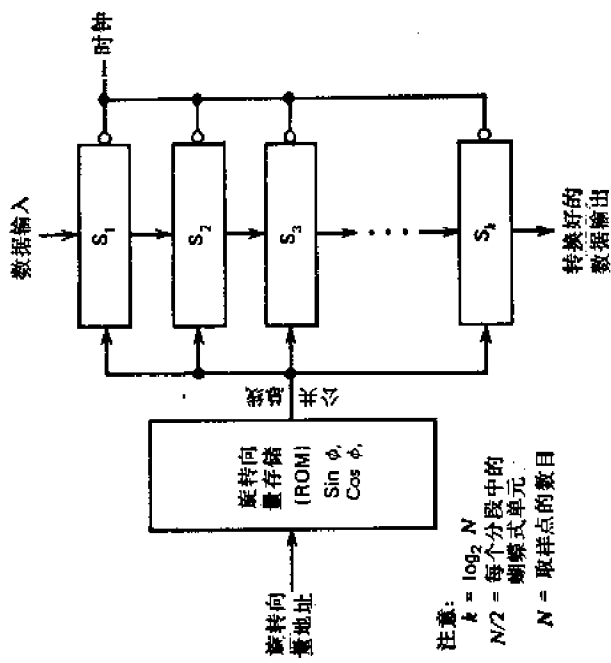 注意:
k = log₂ N
N/2 = 每个分段中的
蝴蝶式单元
N = 取样点的数目
旋转向
量地址
旋转向
量存储
(ROM)
Sin φ,
Cos φ,
公共
数据输入
S₁
S₂
S₃
• • •
Sₖ
转换好的
数据输出
时钟